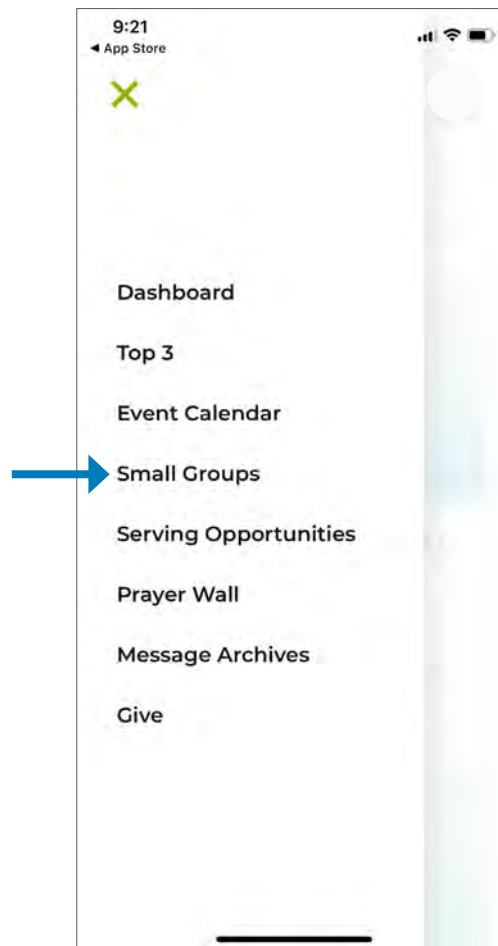 9:21
◀ App Store
Dashboard
Top 3
Event Calendar
Small Groups
Serving Opportunities
Prayer Wall
Message Archives
Give